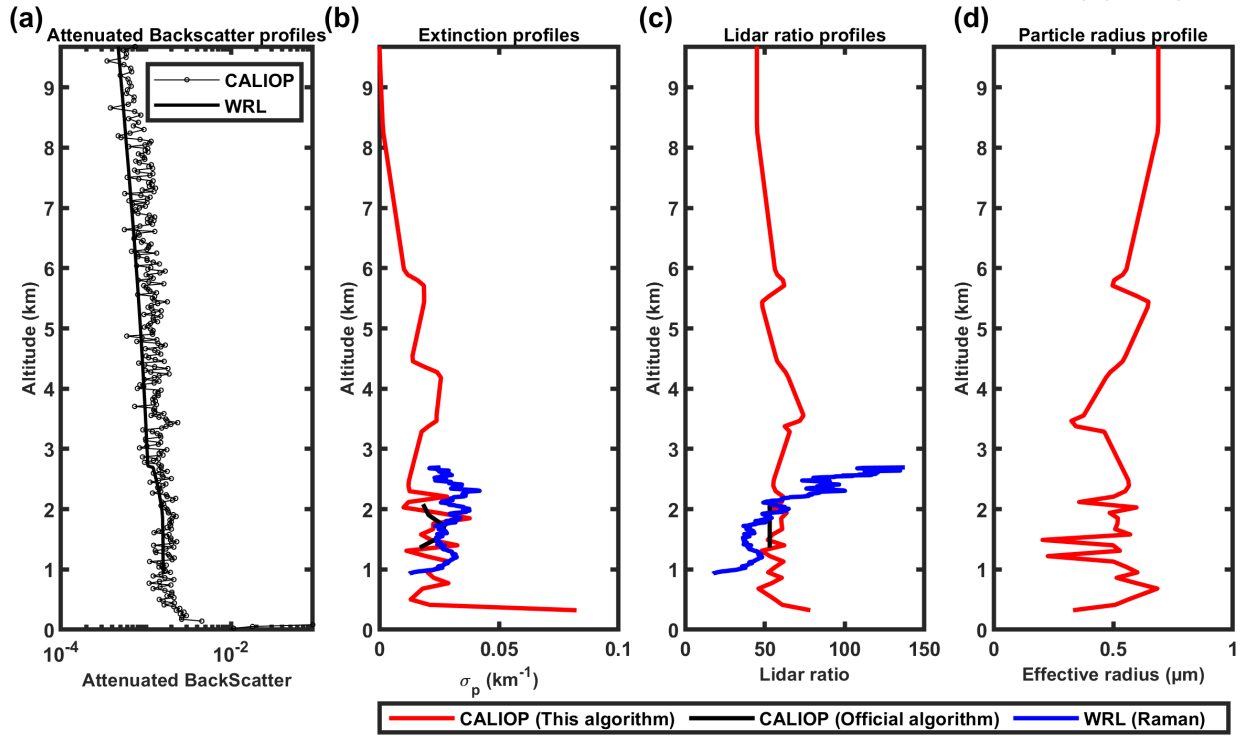 (a) (b) (c) (d)
Attenuated Backscatter profiles Extinction profiles Lidar ratio profiles Particle radius profile
CALIOP
WRL
Altitude (km) Altitude (km) Altitude (km) Altitude (km)
9 9 9 9
8 8 8 8
7 7 7 7
6 6 6 6
5 5 5 5
4 4 4 4
3 3 3 3
2 2 2 2
1 1 1 1
0 0 0 0
10⁻⁴ 10⁻² 0 0.05 0.1 0 50 100 150 0 0.5 1
Attenuated BackScatter σₚ (km⁻¹) Lidar ratio Effective radius (μm)
CALIOP (This algorithm) CALIOP (Official algorithm) WRL (Raman)